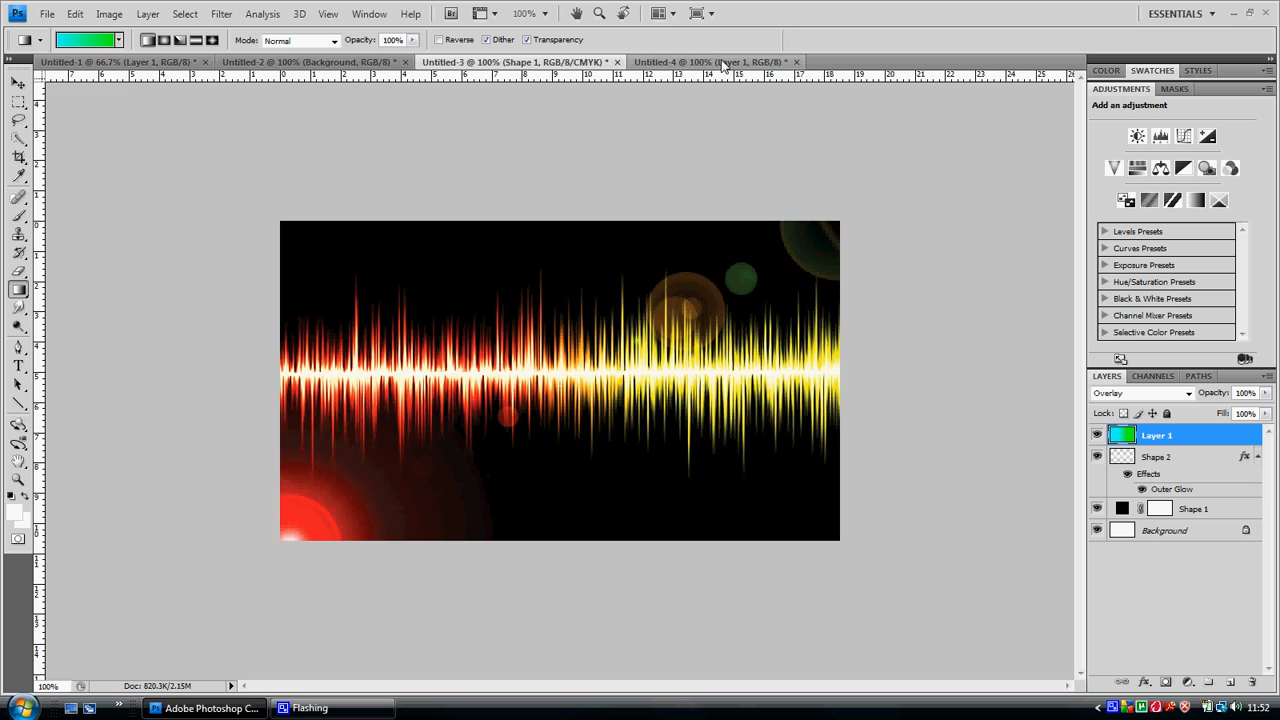 Ps File Edit Image Layer Select Filter Analysis 3D View Window Help Br 100% ESSENTIALS
Mode: Normal Opacity: 100% Reverse Dither Transparency
Untitled-1 @ 66.7% (Layer 1, RGB/8) * Untitled-2 @ 100% (Background, RGB/8) * Untitled-3 @ 100% (Shape 1, RGB/8/CMYK) * Untitled-4 @ 100% (Layer 1, RGB/8) *
COLOR SWATCHES STYLES
ADJUSTMENTS MASKS
Add an adjustment
Levels Presets
Curves Presets
Exposure Presets
Hue/Saturation Presets
Black & White Presets
Channel Mixer Presets
Selective Color Presets
LAYERS CHANNELS PATHS
Overlay Opacity: 100%
Lock: Fill: 100%
Layer 1
Shape 2 fx
Effects
Outer Glow
Shape 1
Background
100% Doc: 820.3K/2.15M
Adobe Photoshop C... Flashing 11:52